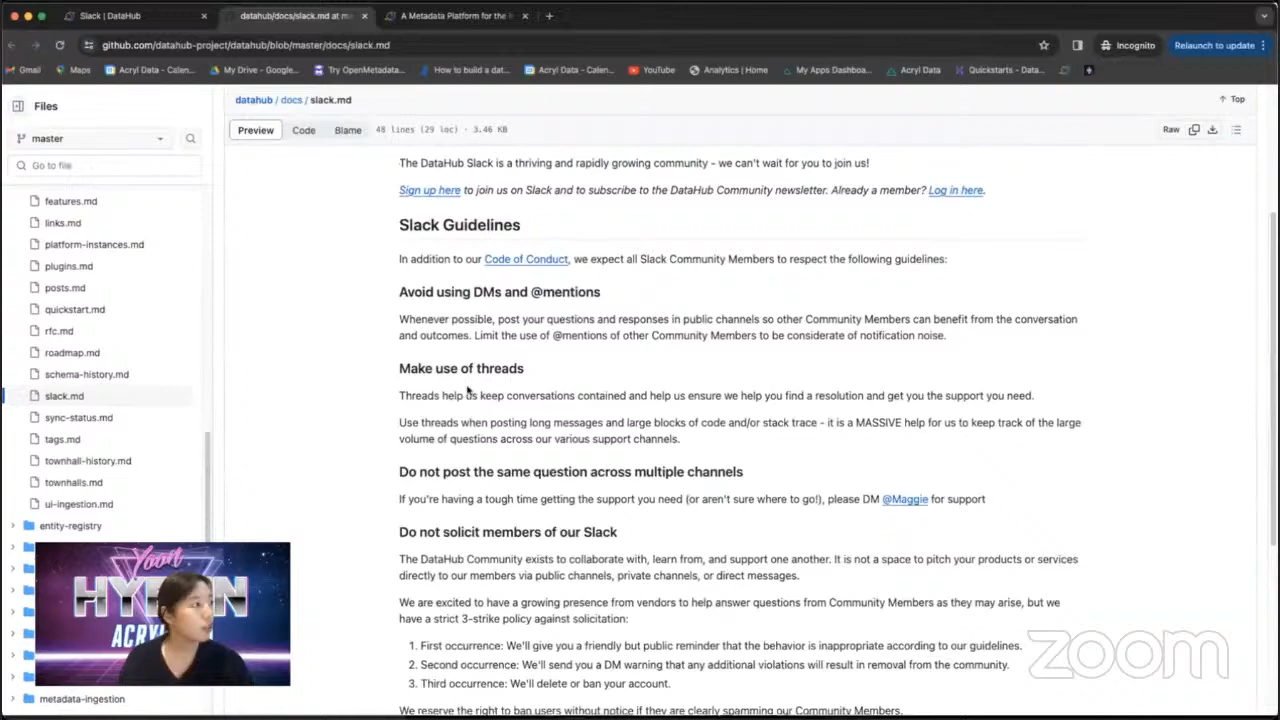 Slack | DataHub
datahub/docs/slack.md at m
A Metadata Platform for the
github.com/datahub-project/datahub/blob/master/docs/slack.md
Incognito
Relaunch to update
Gmail
Maps
Acryl Data - Calen...
My Drive - Google...
Try OpenMetadata...
How to build a dat...
Acryl Data - Calen...
YouTube
Analytics | Home
My Apps Dashboa...
Acryl Data
Quickstarts - Data...
Files
datahub / docs / slack.md
Top
master
Preview
Code
Blame
48 lines (29 loc) · 3.46 KB
Raw
Go to file
features.md
links.md
platform-instances.md
plugins.md
posts.md
quickstart.md
rfc.md
roadmap.md
schema-history.md
slack.md
sync-status.md
tags.md
townhall-history.md
townhalls.md
ui-ingestion.md
entity-registry
metadata-ingestion
The DataHub Slack is a thriving and rapidly growing community - we can't wait for you to join us!
Sign up here to join us on Slack and to subscribe to the DataHub Community newsletter. Already a member? Log in here.
Slack Guidelines
In addition to our Code of Conduct, we expect all Slack Community Members to respect the following guidelines:
Avoid using DMs and @mentions
Whenever possible, post your questions and responses in public channels so other Community Members can benefit from the conversation
and outcomes. Limit the use of @mentions of other Community Members to be considerate of notification noise.
Make use of threads
Threads help us keep conversations contained and help us ensure we help you find a resolution and get you the support you need.
Use threads when posting long messages and large blocks of code and/or stack trace - it is a MASSIVE help for us to keep track of the large
volume of questions across our various support channels.
Do not post the same question across multiple channels
If you're having a tough time getting the support you need (or aren't sure where to go!), please DM @Maggie for support
Do not solicit members of our Slack
The DataHub Community exists to collaborate with, learn from, and support one another. It is not a space to pitch your products or services
directly to our members via public channels, private channels, or direct messages.
We are excited to have a growing presence from vendors to help answer questions from Community Members as they may arise, but we
have a strict 3-strike policy against solicitation:
1. First occurrence: We'll give you a friendly but public reminder that the behavior is inappropriate according to our guidelines.
2. Second occurrence: We'll send you a DM warning that any additional violations will result in removal from the community.
3. Third occurrence: We'll delete or ban your account.
We reserve the right to ban users without notice if they are clearly spamming our Community Members.
Yoon
zoom